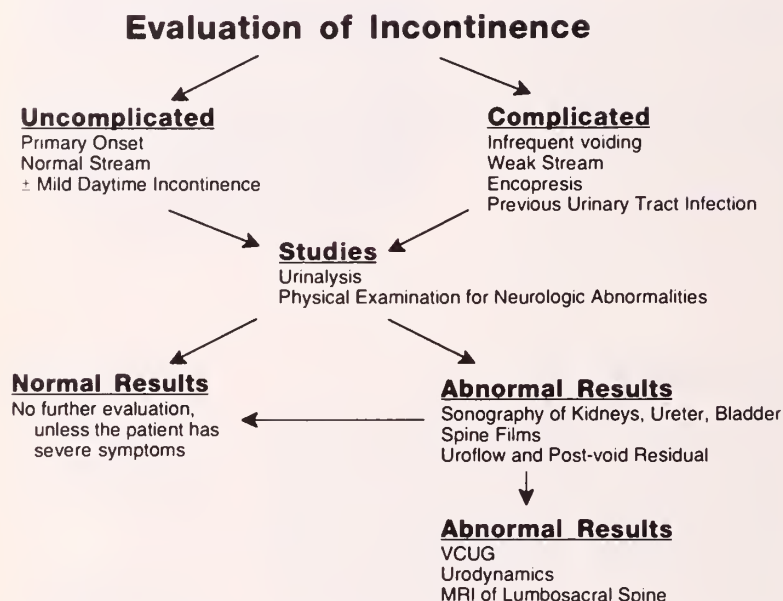 Evaluation of Incontinence
Uncomplicated
Primary Onset
Normal Stream
± Mild Daytime Incontinence
Complicated
Infrequent voiding
Weak Stream
Encopresis
Previous Urinary Tract Infection
Studies
Urinalysis
Physical Examination for Neurologic Abnormalities
Normal Results
No further evaluation,
unless the patient has
severe symptoms
Abnormal Results
Sonography of Kidneys, Ureter, Bladder
Spine Films
Uroflow and Post-void Residual
Abnormal Results
VCUG
Urodynamics
MRI of Lumbosacral Spine